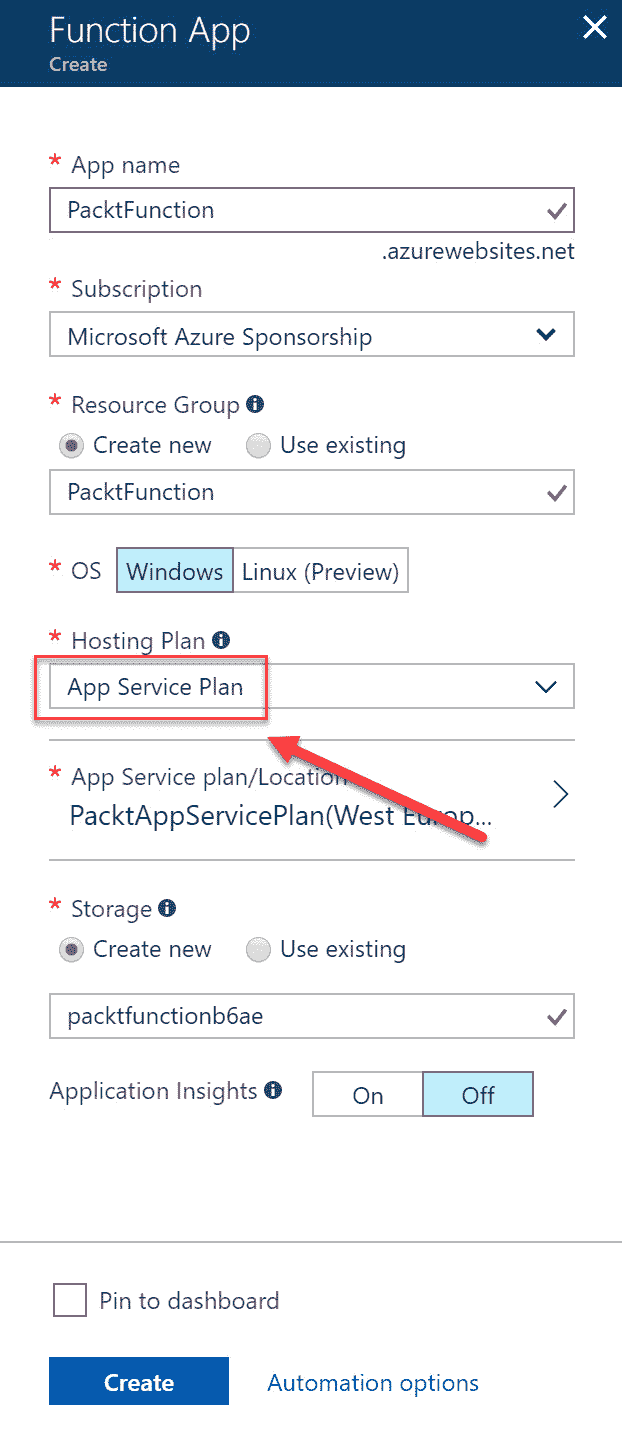 Function App
Create
* App name
PacktFunction
.azurewebsites.net
* Subscription
Microsoft Azure Sponsorship
* Resource Group
Create new Use existing
PacktFunction
* OS Windows Linux (Preview)
* Hosting Plan
App Service Plan
* App Service plan/Location
PacktAppServicePlan(West Europ...
* Storage
Create new Use existing
packtfunctionb6ae
Application Insights On Off
Pin to dashboard
Create Automation options